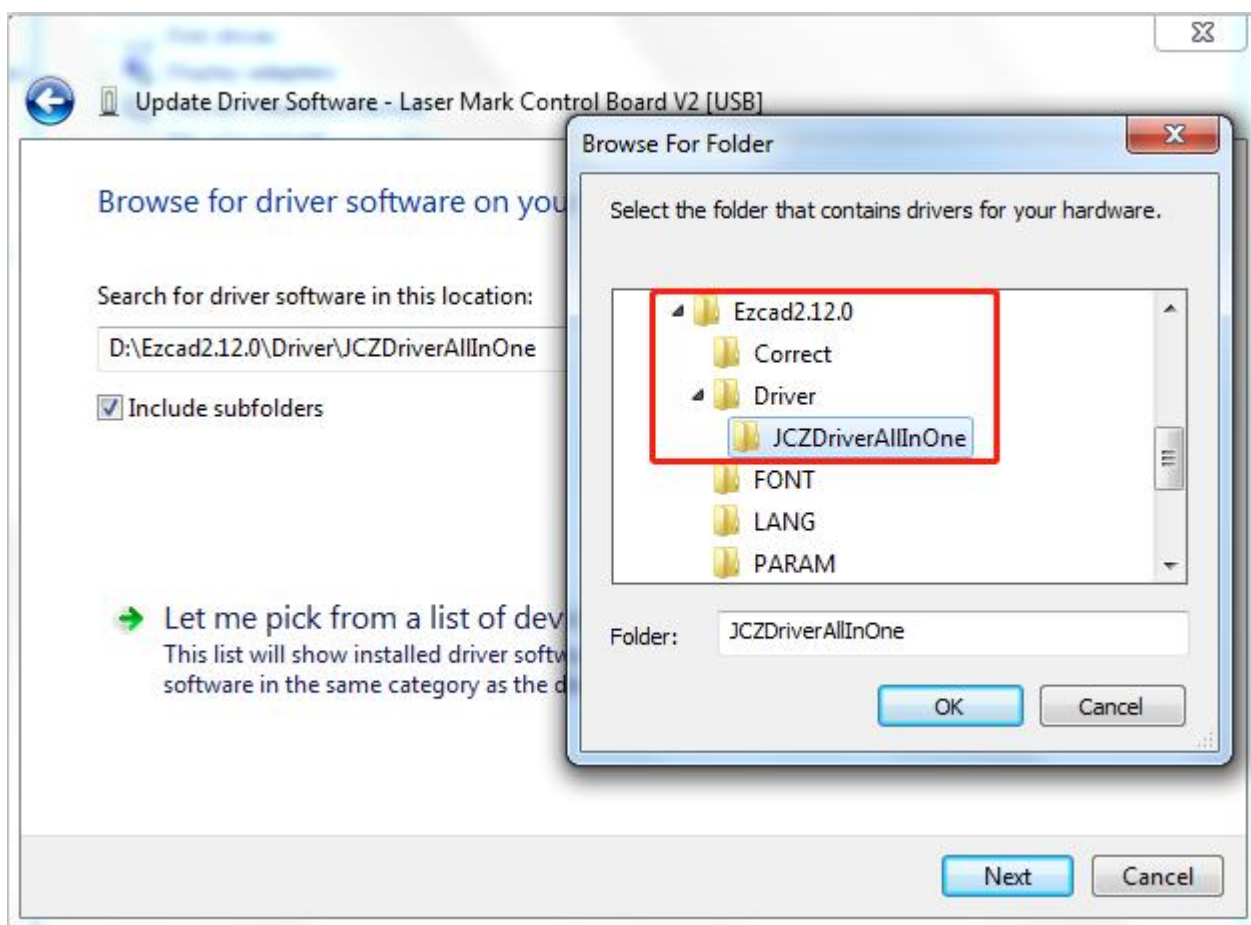 Update Driver Software - Laser Mark Control Board V2 [USB]
Browse For Folder
Browse for driver software on you
Select the folder that contains drivers for your hardware.
Search for driver software in this location:
D:\Ezcad2.12.0\Driver\JCZDriverAllInOne
Include subfolders
Ezcad2.12.0
Correct
Driver
JCZDriverAllInOne
FONT
LANG
PARAM
Let me pick from a list of dev
This list will show installed driver softw
software in the same category as the d
Folder:
JCZDriverAllInOne
OK
Cancel
Next
Cancel